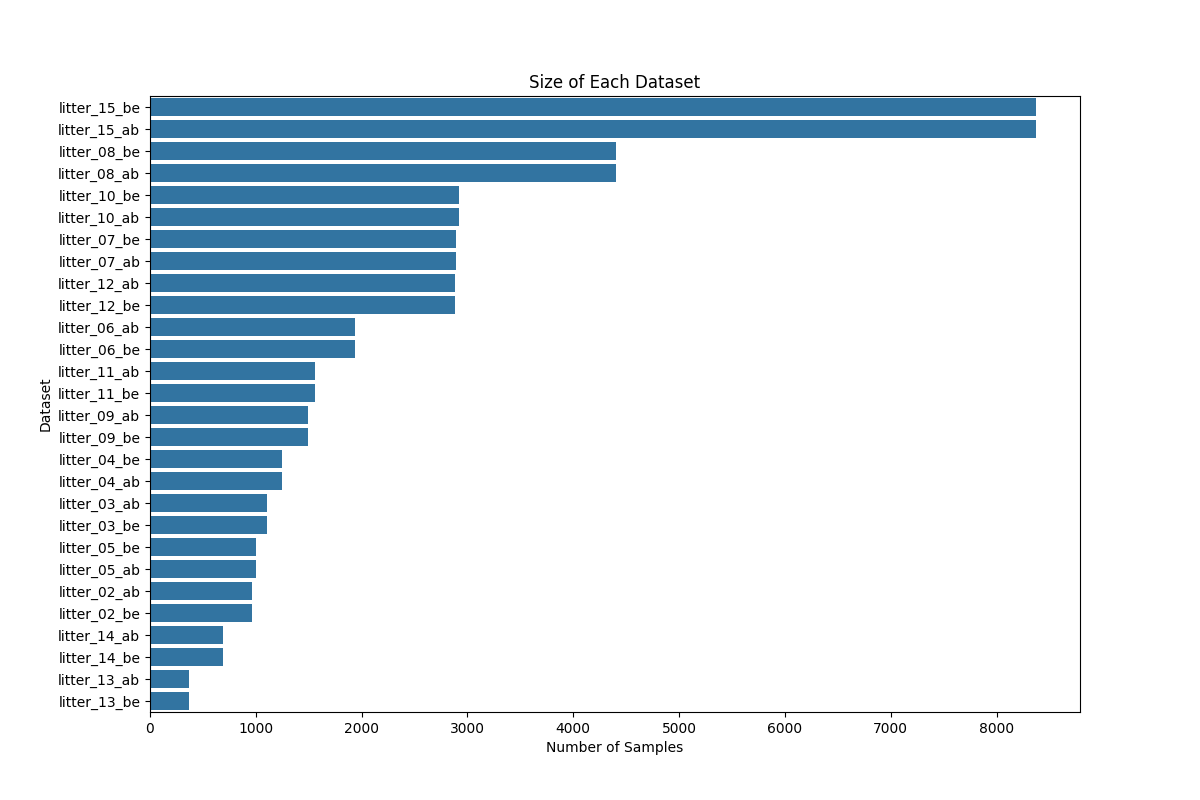 Size of Each Dataset
litter_15_be
litter_15_ab
litter_08_be
litter_08_ab
litter_10_be
litter_10_ab
litter_07_be
litter_07_ab
litter_12_ab
litter_12_be
litter_06_ab
litter_06_be
litter_11_ab
litter_11_be
litter_09_ab
litter_09_be
litter_04_be
litter_04_ab
litter_03_ab
litter_03_be
litter_05_be
litter_05_ab
litter_02_ab
litter_02_be
litter_14_ab
litter_14_be
litter_13_ab
litter_13_be
Dataset
0 1000 2000 3000 4000 5000 6000 7000 8000
Number of Samples